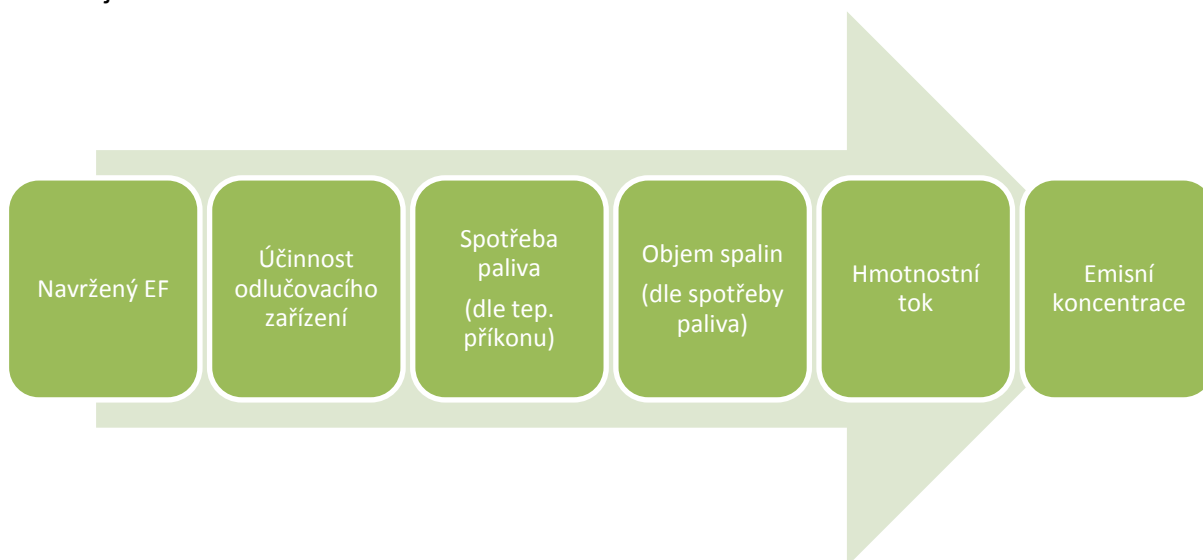 Navržený EF
Účinnost
odlučovacího
zařízení
Spotřeba
paliva
(dle tep.
příkonu)
Objem spalin
(dle spotřeby
paliva)
Hmotnostní
tok
Emisní
koncentrace